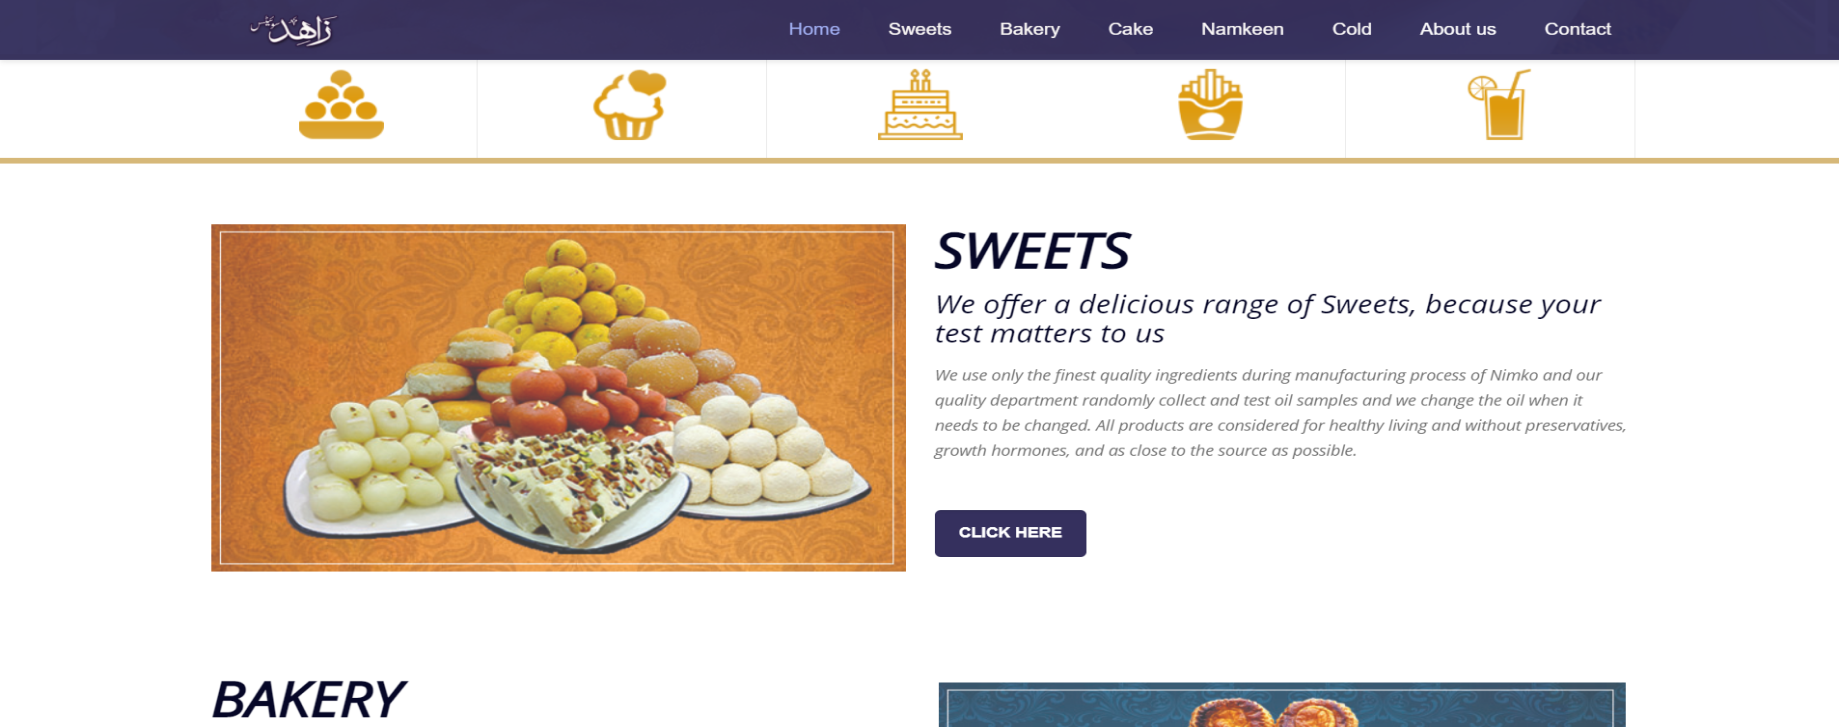 زاهد سويٹس
Home Sweets Bakery Cake Namkeen Cold About us Contact
SWEETS
We offer a delicious range of Sweets, because your
test matters to us
We use only the finest quality ingredients during manufacturing process of Nimko and our
quality department randomly collect and test oil samples and we change the oil when it
needs to be changed. All products are considered for healthy living and without preservatives,
growth hormones, and as close to the source as possible.
CLICK HERE
BAKERY